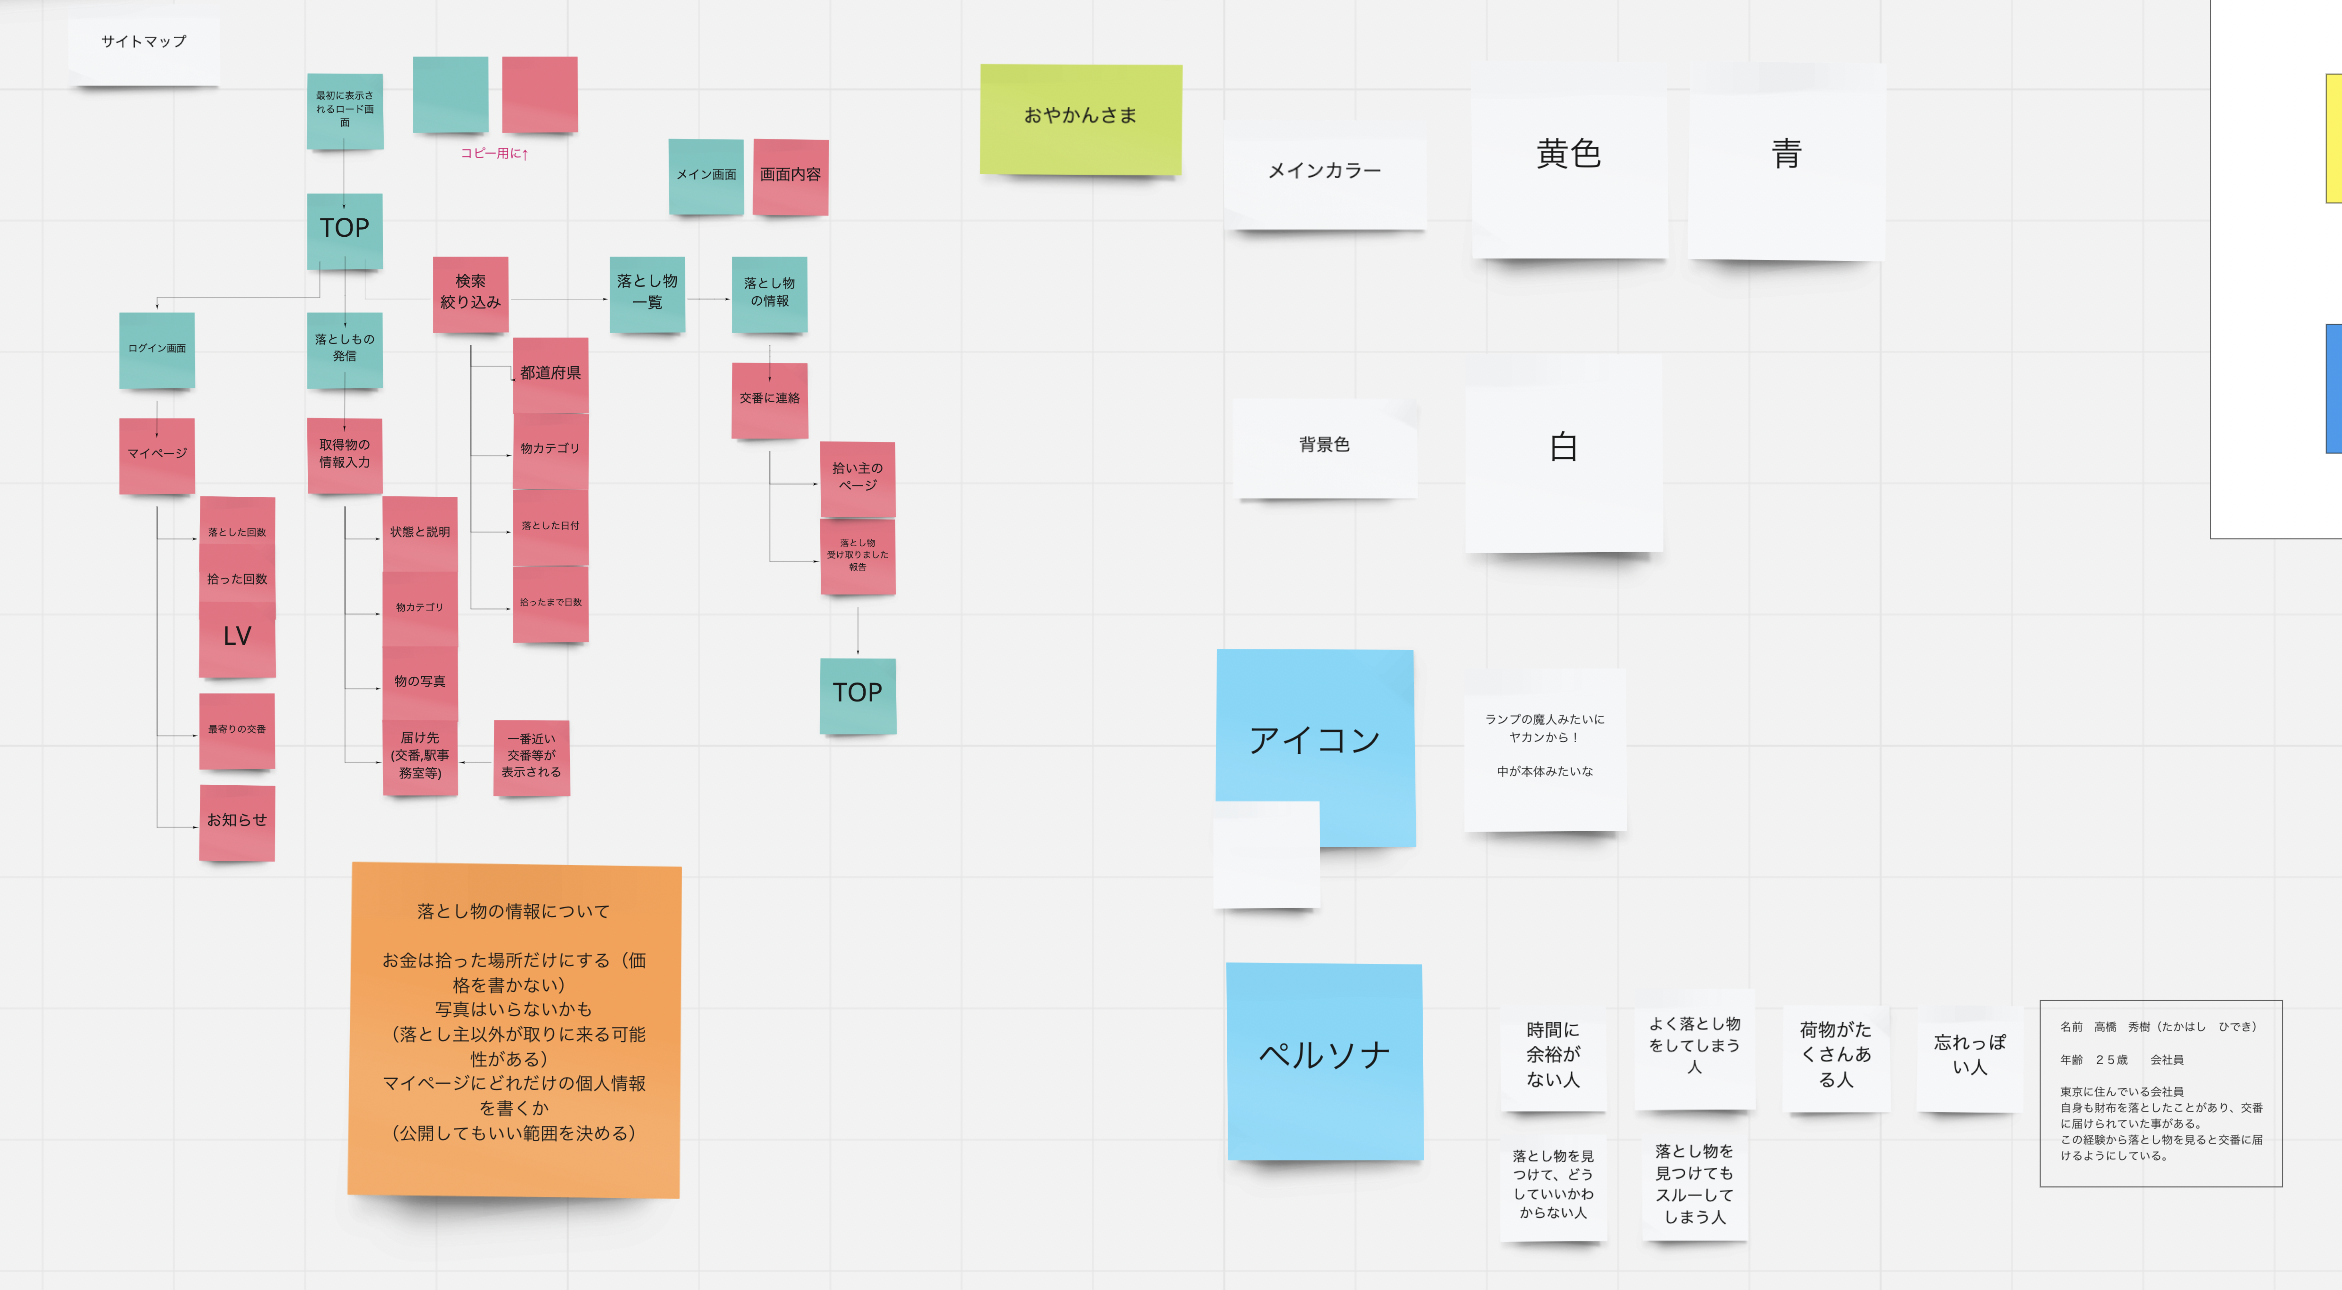 サイトマップ
最初に表示さ
れるロード画
面
コピー用に↑
TOP
メイン画面
画面内容
検索
絞り込み
落とし物
一覧
落とし物
の情報
ログイン画面
落としもの
発信
都道府県
物カテゴリ
落とした日付
拾ったまで日数
交番に連絡
拾い主の
ページ
落とし物
受け取りました
報告
TOP
マイページ
取得物の
情報入力
落とした回数
拾った回数
LV
最寄りの交番
お知らせ
状態と説明
物カテゴリ
物の写真
届け先
(交番,駅事
務室等)
一番近い
交番等が
表示される
落とし物の情報について
お金は拾った場所だけにする（価
格を書かない）
写真はいらないかも
（落とし主以外が取りに来る可能
性がある）
マイページにどれだけの個人情報
を書くか
（公開してもいい範囲を決める）
おやかんさま
メインカラー
黄色
青
背景色
白
アイコン
ランプの魔人みたいに
ヤカンから！
中が本体みたいな
ペルソナ
時間に
余裕が
ない人
よく落とし物
をしてしまう
人
荷物がた
くさんあ
る人
忘れっぽ
い人
落とし物を見
つけて、どう
していいかわ
からない人
落とし物を
見つけても
スルーして
しまう人
名前　高橋　秀樹（たかはし　ひでき）
年齢　２５歳　　会社員
東京に住んでいる会社員
自身も財布を落としたことがあり、交番
に届けられていた事がある。
この経験から落とし物を見ると交番に届
けるようにしている。